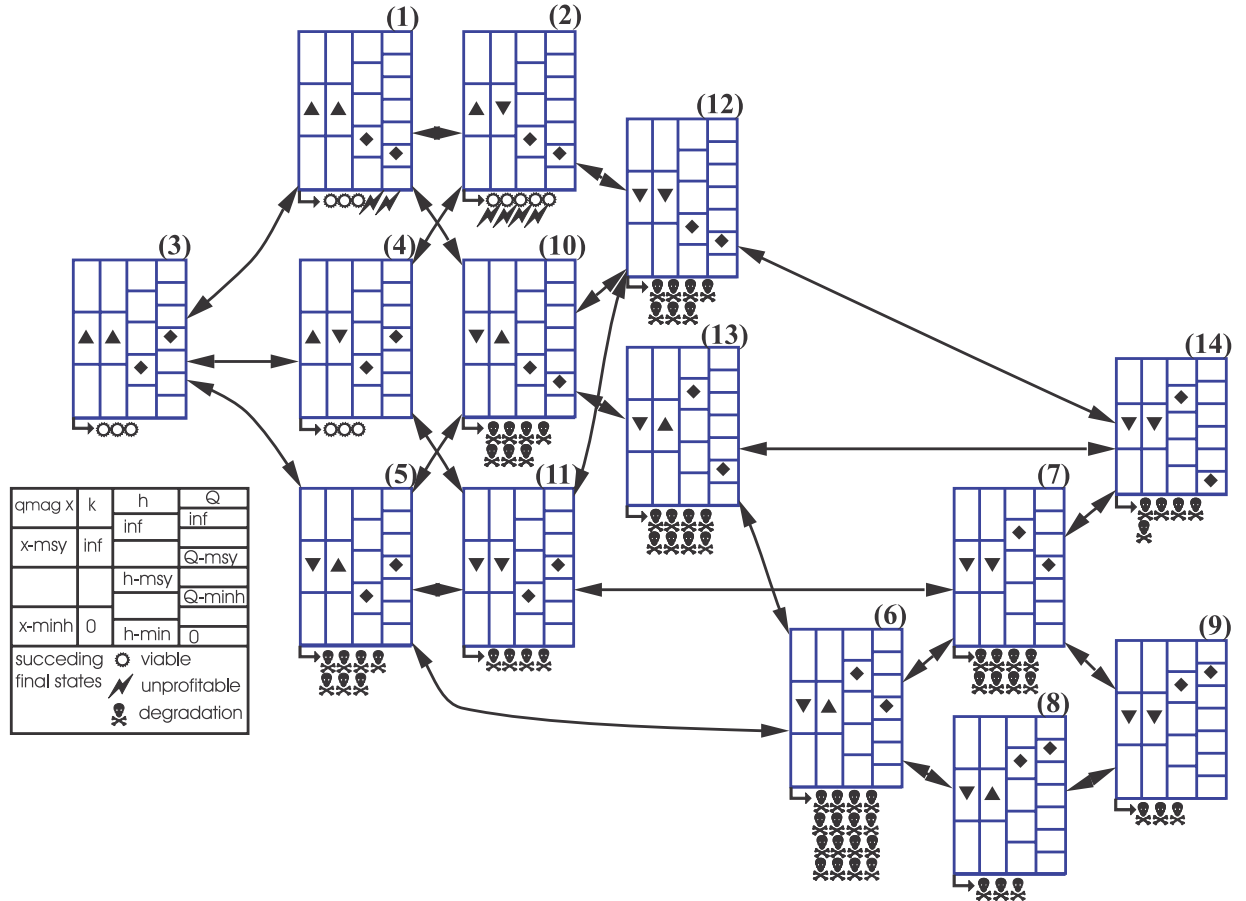 (1)
(2)
(12)
(3)
(4)
(10)
(13)
(14)
(5)
(11)
(7)
qmag x k h Q
inf inf
x-msy inf
Q-msy
h-msy
Q-minh
x-minh 0
h-min 0
(6)
(9)
succeding viable
final states unprofitable
degradation
(8)